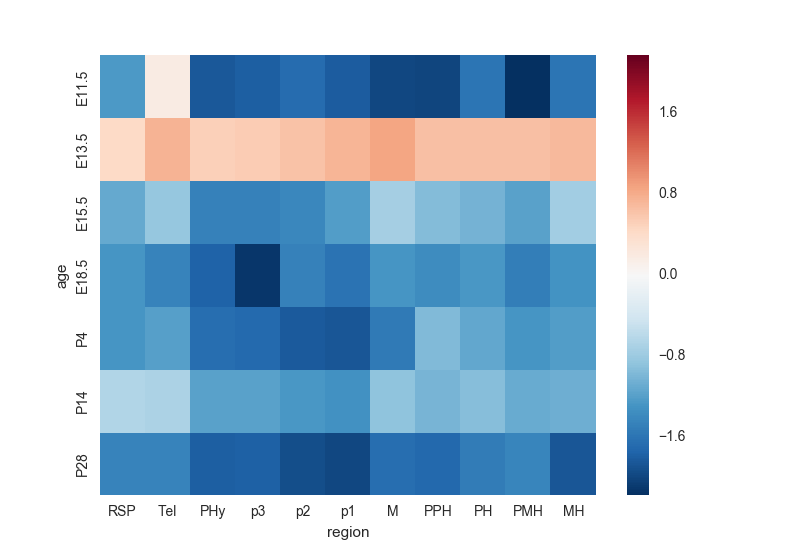 E11.5
E13.5
E15.5
E18.5
P4
P14
P28
age
RSP Tel PHy p3 p2 p1 M PPH PH PMH MH
region
1.6
0.8
0.0
−0.8
−1.6